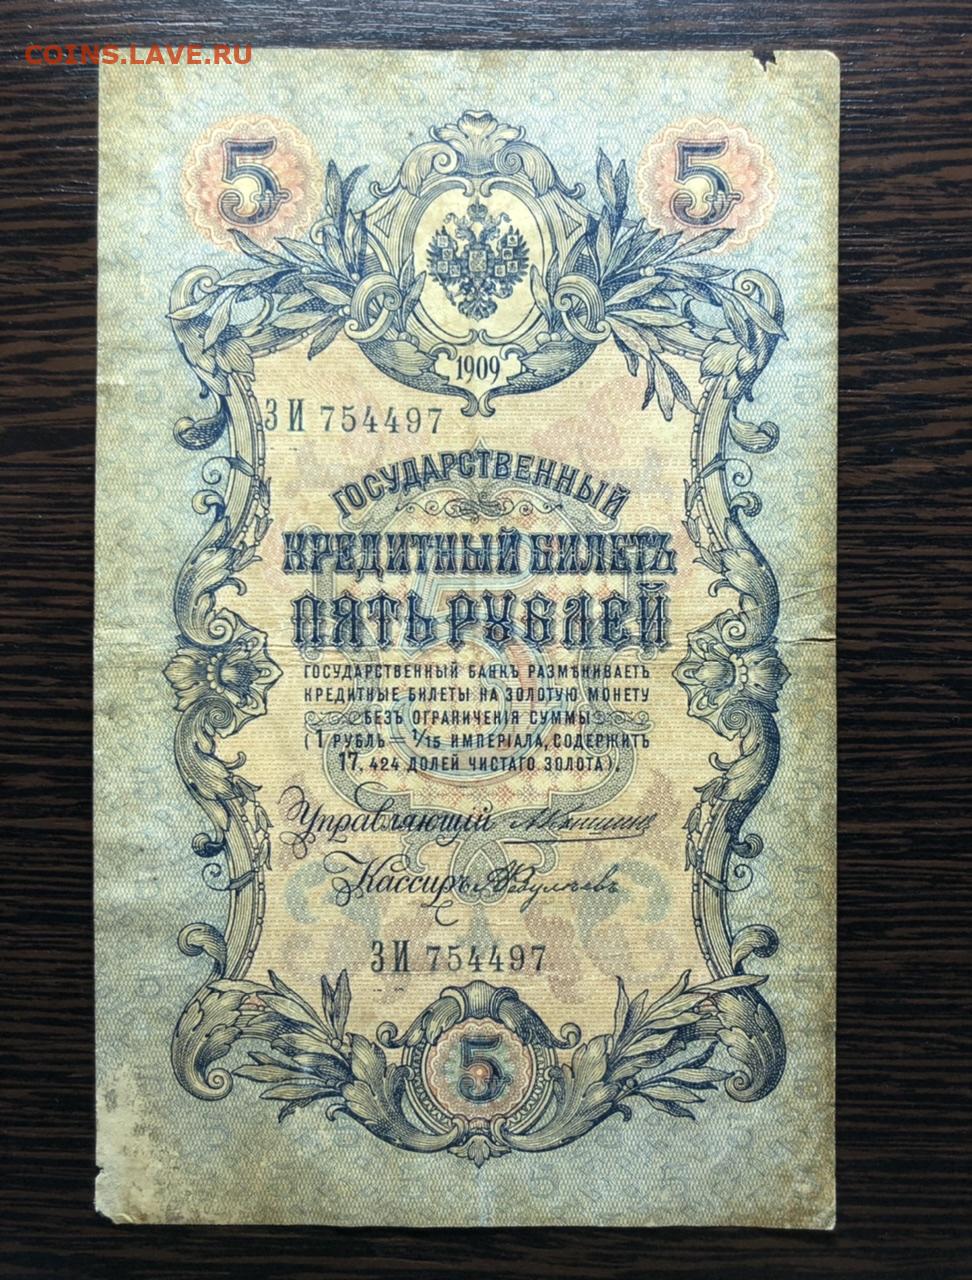 COINS.LAVE.RU
5 5
1909
ЗИ 754497
ГОСУДАРСТВЕННЫЙ
КРЕДИТНЫЙ БИЛЕТЪ
ПЯТЬ РУБЛЕЙ
ГОСУДАРСТВЕННЫЙ БАНКЪ РАЗМѢНИВАЕТЪ
КРЕДИТНЫЕ БИЛЕТЫ НА ЗОЛОТУЮ МОНЕТУ
БЕЗЪ ОГРАНИЧЕНІЯ СУММЫ
(1 РУБЛЬ = 1/15 ИМПЕРІАЛА, СОДЕРЖИТЪ
17,424 ДОЛЕЙ ЧИСТАГО ЗОЛОТА).
Управляющій
Кассиръ
ЗИ 754497
5